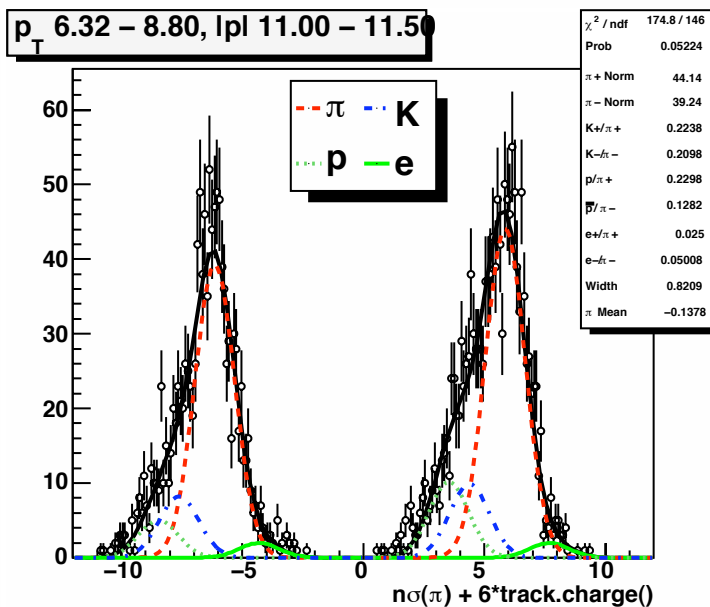 p_T 6.32 – 8.80, |p| 11.00 – 11.50
χ² / ndf 174.8 / 146
Prob 0.05224
π+ Norm 44.14
π− Norm 39.24
K+/π+ 0.2238
K−/π− 0.2098
p/π+ 0.2298
p̅/π− 0.1282
e+/π+ 0.025
e−/π− 0.05008
Width 0.8209
π Mean −0.1378
π K
p e
60
50
40
30
20
10
0
−10 −5 0 5 10
nσ(π) + 6*track.charge()